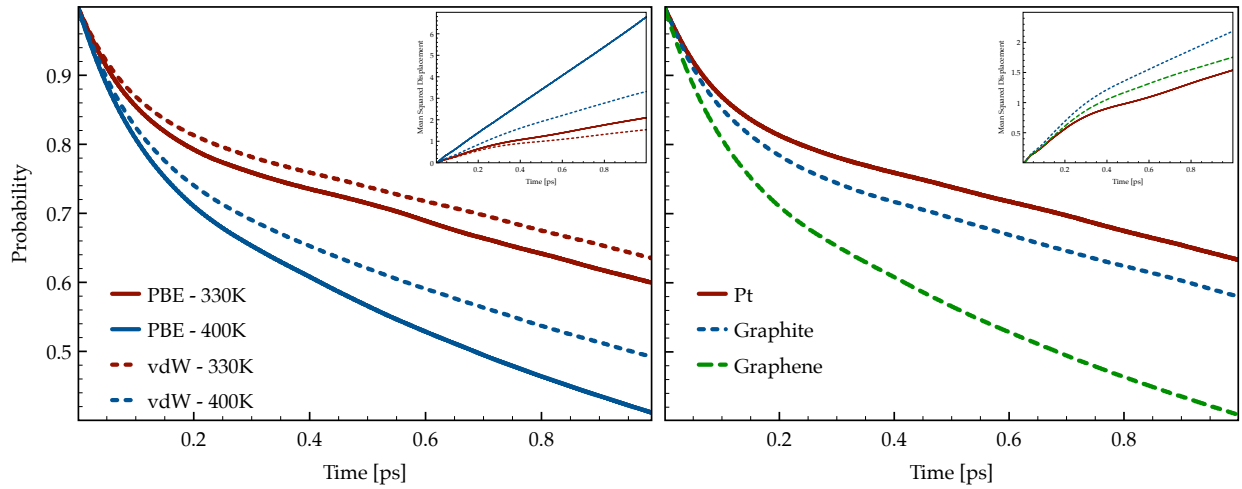 Probability
0.9
0.8
0.7
0.6
0.5
0.2
0.4
0.6
0.8
Time [ps]
PBE - 330K
PBE - 400K
vdW - 330K
vdW - 400K
Mean Squared Displacement
6
5
4
3
2
1
0
0.2
0.4
0.6
0.8
Time [ps]
Pt
Graphite
Graphene
0.2
0.4
0.6
0.8
Time [ps]
Mean Squared Displacement
2
1.5
1
0.5
0.2
0.4
0.6
0.8
Time [ps]